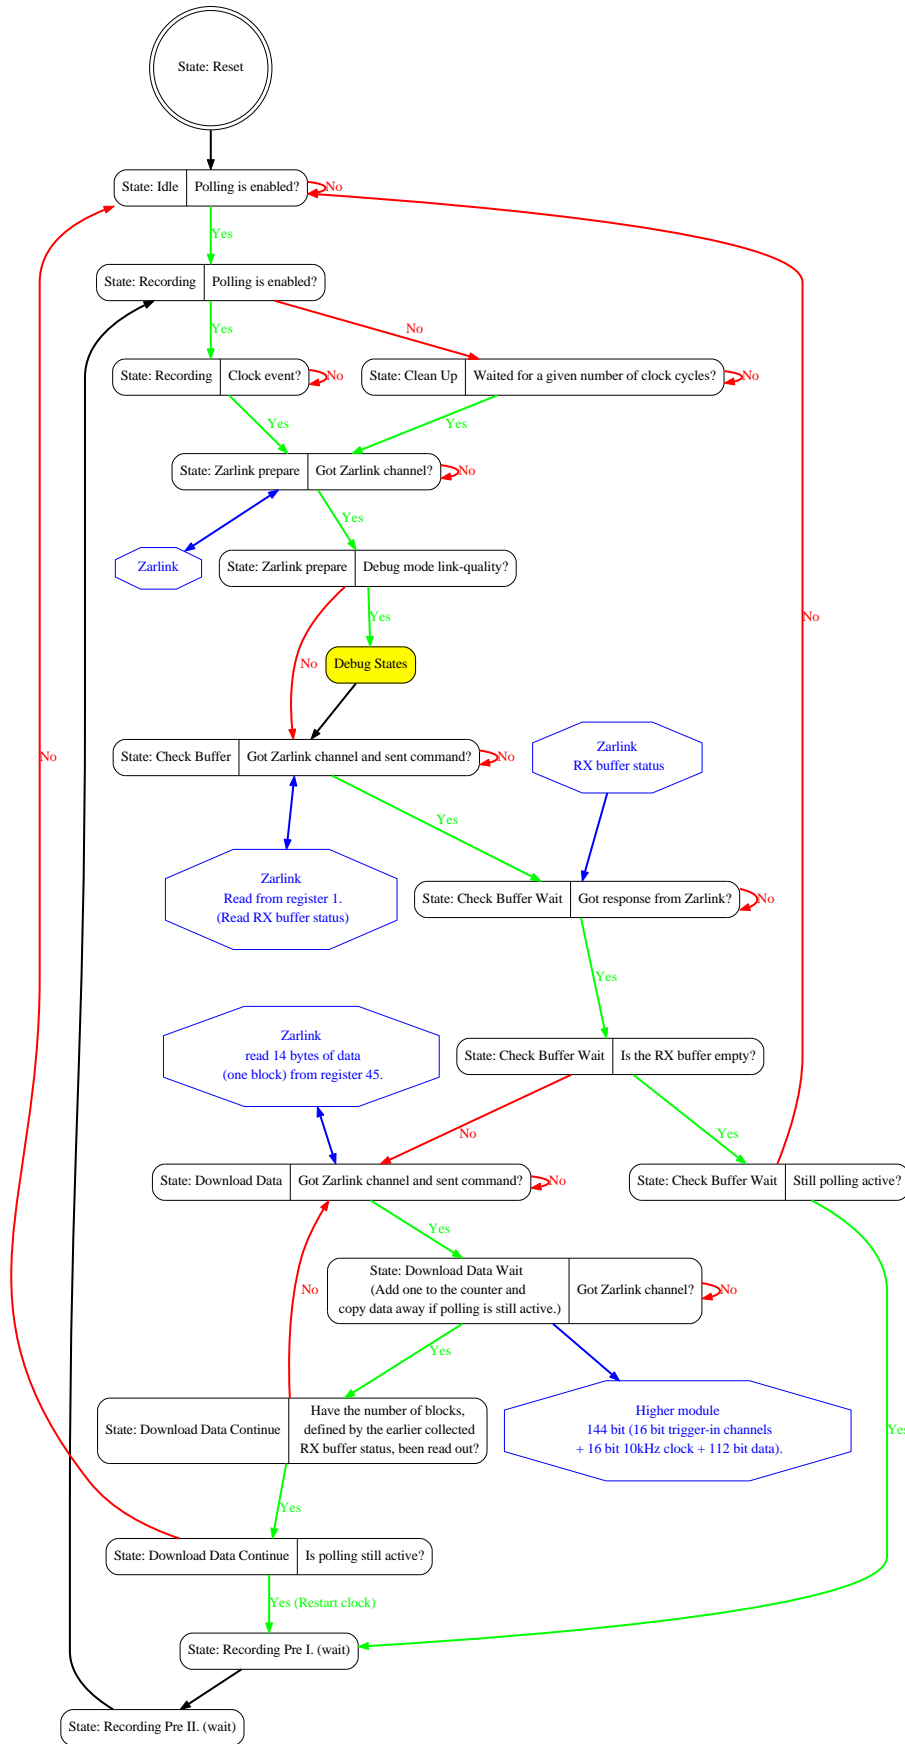 State: Reset
State: Idle
Polling is enabled?
No
Yes
State: Recording
Polling is enabled?
Yes
No
State: Recording
Clock event?
No
State: Clean Up
Waited for a given number of clock cycles?
No
Yes
Yes
State: Zarlink prepare
Got Zarlink channel?
No
Yes
Zarlink
State: Zarlink prepare
Debug mode link-quality?
Yes
No
No
Debug States
Zarlink
RX buffer status
State: Check Buffer
Got Zarlink channel and sent command?
No
No
Yes
Zarlink
Read from register 1.
(Read RX buffer status)
State: Check Buffer Wait
Got response from Zarlink?
No
Yes
Zarlink
read 14 bytes of data
(one block) from register 45.
State: Check Buffer Wait
Is the RX buffer empty?
No
Yes
State: Download Data
Got Zarlink channel and sent command?
No
State: Check Buffer Wait
Still polling active?
Yes
State: Download Data Wait
(Add one to the counter and
copy data away if polling is still active.)
Got Zarlink channel?
No
No
Yes
State: Download Data Continue
Have the number of blocks,
defined by the earlier collected
RX buffer status, been read out?
Higher module
144 bit (16 bit trigger-in channels
+ 16 bit 10kHz clock + 112 bit data).
Yes
Yes
State: Download Data Continue
Is polling still active?
Yes (Restart clock)
State: Recording Pre I. (wait)
State: Recording Pre II. (wait)